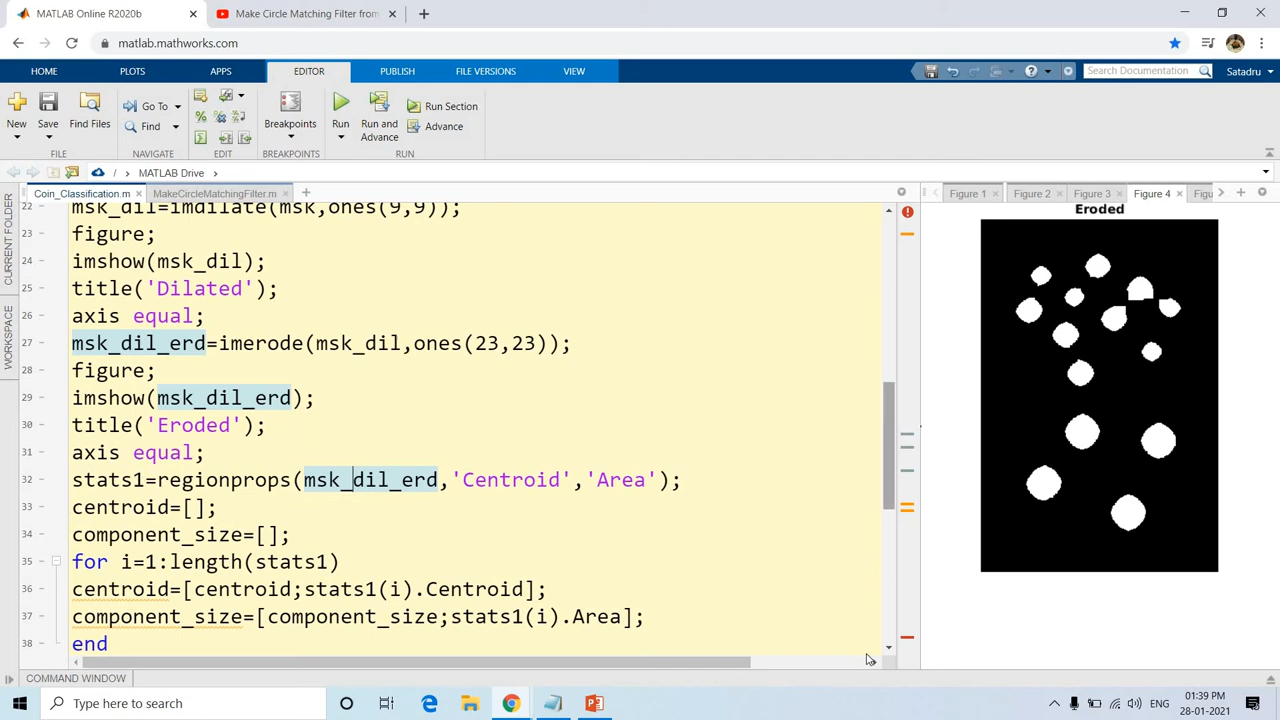 MATLAB Online R2020b
Make Circle Matching Filter from
matlab.mathworks.com
HOME PLOTS APPS EDITOR PUBLISH FILE VERSIONS VIEW
Search Documentation
Satadru
New
Save
Find Files
Go To
Find
Breakpoints
Run
Run and
Advance
Run Section
Advance
FILE NAVIGATE EDIT BREAKPOINTS RUN
/ MATLAB Drive
CURRENT FOLDER
WORKSPACE
Coin_Classification.m
MakeCircleMatchingFilter.m
22 msk_dil=imdilate(msk,ones(9,9));
23 figure;
24 imshow(msk_dil);
25 title('Dilated');
26 axis equal;
27 msk_dil_erd=imerode(msk_dil,ones(23,23));
28 figure;
29 imshow(msk_dil_erd);
30 title('Eroded');
31 axis equal;
32 stats1=regionprops(msk_dil_erd,'Centroid','Area');
33 centroid=[];
34 component_size=[];
35 for i=1:length(stats1)
36 centroid=[centroid;stats1(i).Centroid];
37 component_size=[component_size;stats1(i).Area];
38 end
Figure 1 Figure 2 Figure 3 Figure 4 Figu
Eroded
COMMAND WINDOW
Type here to search
ENG
01:39 PM
28-01-2021